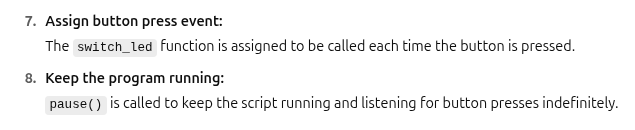 7. Assign button press event:
The switch_led function is assigned to be called each time the button is pressed.
8. Keep the program running:
pause() is called to keep the script running and listening for button presses indefinitely.